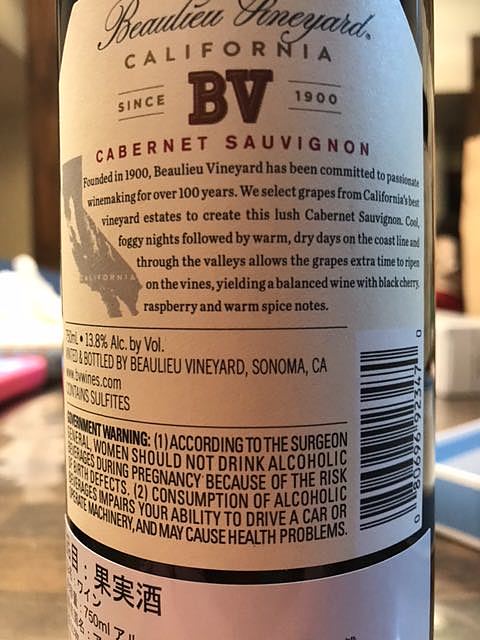 Beaulieu Vineyard®
CALIFORNIA
SINCE BV 1900
CABERNET SAUVIGNON
Founded in 1900, Beaulieu Vineyard has been committed to passionate
winemaking for over 100 years. We select grapes from California's best
vineyard estates to create this lush Cabernet Sauvignon. Cool,
foggy nights followed by warm, dry days on the coast line and
through the valleys allows the grapes extra time to ripen
on the vines, yielding a balanced wine with black cherry,
raspberry and warm spice notes.
CALIFORNIA
750ml • 13.8% Alc. by Vol.
& BOTTLED BY BEAULIEU VINEYARD, SONOMA, CA
www.bvwines.com
CONTAINS SULFITES
GOVERNMENT WARNING: (1) ACCORDING TO THE SURGEON
GENERAL WOMEN SHOULD NOT DRINK ALCOHOLIC
BEVERAGES DURING PREGNANCY BECAUSE OF THE RISK
OF BIRTH DEFECTS. (2) CONSUMPTION OF ALCOHOLIC
BEVERAGES IMPAIRS YOUR ABILITY TO DRIVE A CAR OR
OPERATE MACHINERY, AND MAY CAUSE HEALTH PROBLEMS.
0 89696 92347 0
目：果実酒
ワイン
750ml アル